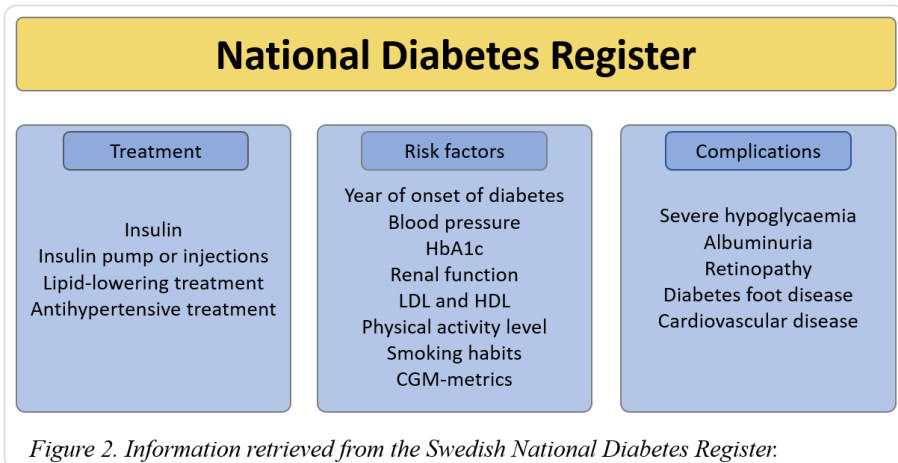 National Diabetes Register
Treatment
Insulin
Insulin pump or injections
Lipid-lowering treatment
Antihypertensive treatment
Risk factors
Year of onset of diabetes
Blood pressure
HbA1c
Renal function
LDL and HDL
Physical activity level
Smoking habits
CGM-metrics
Complications
Severe hypoglycaemia
Albuminuria
Retinopathy
Diabetes foot disease
Cardiovascular disease
Figure 2. Information retrieved from the Swedish National Diabetes Register.